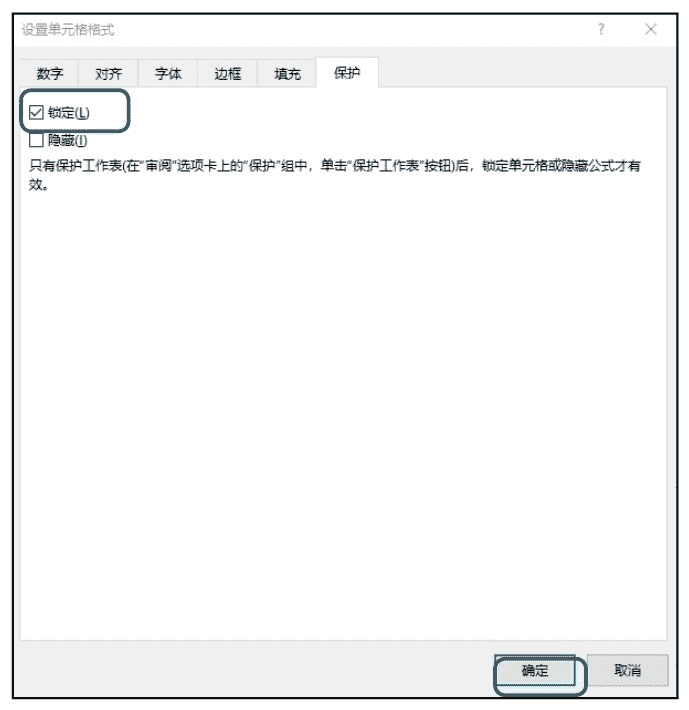 设置单元格格式
数字 对齐 字体 边框 填充 保护
锁定(L)
隐藏(I)
只有保护工作表(在"审阅"选项卡上的"保护"组中，单击"保护工作表"按钮)后，锁定单元格或隐藏公式才有
效。
确定 取消